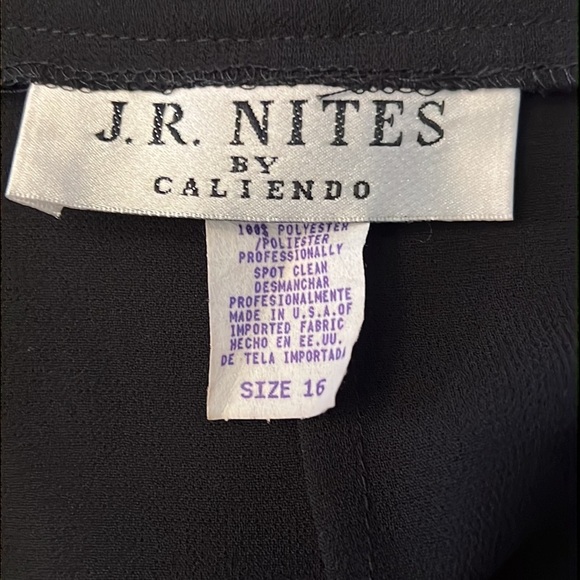 J.R. NITES
BY
CALIENDO
100% POLYESTER
/POLIESTER
PROFESSIONALLY
SPOT CLEAN
DESMANCHAR
PROFESIONALMENTE
MADE IN U.S.A.OF
IMPORTED FABRIC
HECHO EN EE.UU.
DE TELA IMPORTADA
SIZE 16